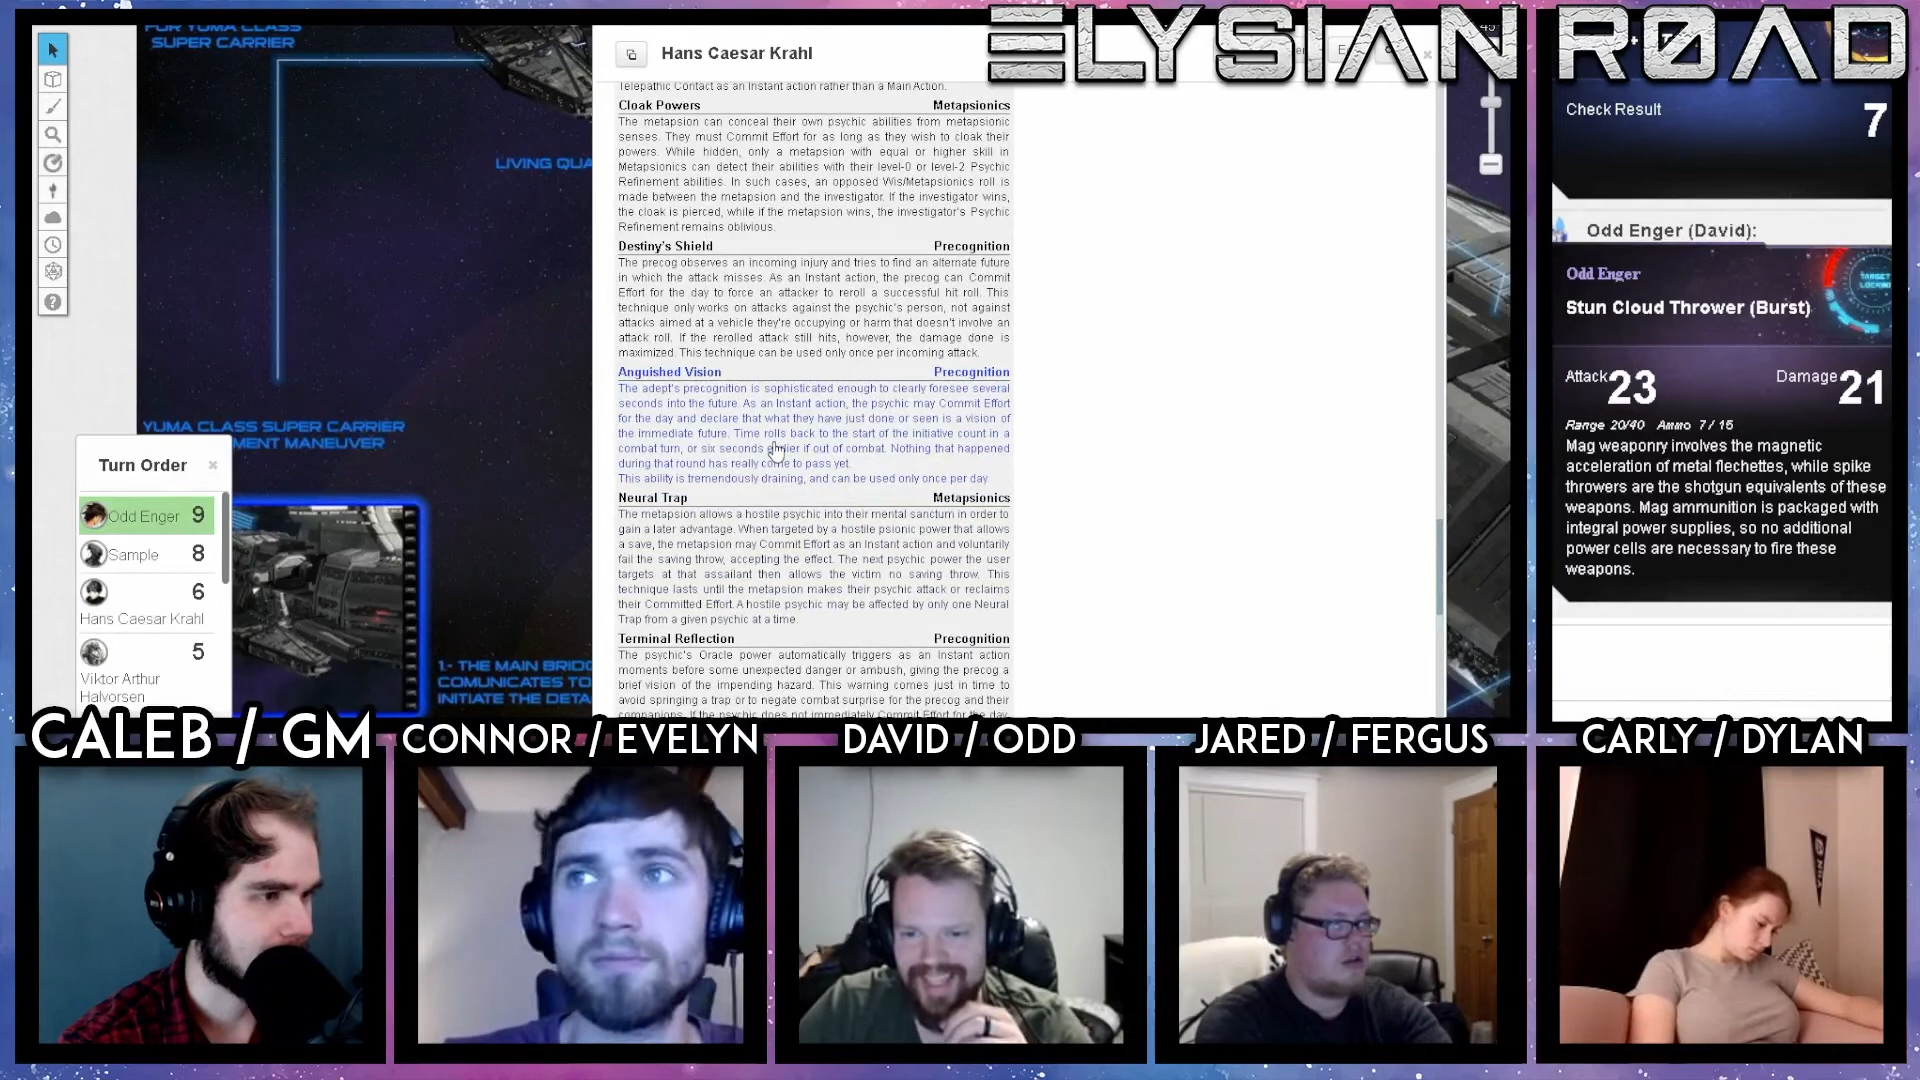 ELYSIAN RØAD
FOR YUMA CLASS
SUPER CARRIER
LIVING QUA
YUMA CLASS SUPER CARRIER
MENT MANEUVER
1.- THE MAIN BRIDG
COMUNICATES TO
INITIATE THE DETA
Turn Order ×
Odd Enger 9
Sample 8
6
Hans Caesar Krahl
5
Viktor Arthur
Halvorsen
Hans Caesar Krahl
Telepathic Contact as an Instant action rather than a Main Action.
Cloak Powers Metapsionics
The metapsion can conceal their own psychic abilities from metapsionic
senses. They must Commit Effort for as long as they wish to cloak their
powers. While hidden, only a metapsion with equal or higher skill in
Metapsionics can detect their abilities with their level-0 or level-2 Psychic
Refinement abilities. In such cases, an opposed Wis/Metapsionics roll is
made between the metapsion and the investigator. If the investigator wins,
the cloak is pierced, while if the metapsion wins, the investigator's Psychic
Refinement remains oblivious.
Destiny's Shield Precognition
The precog observes an incoming injury and tries to find an alternate future
in which the attack misses. As an Instant action, the precog can Commit
Effort for the day to force an attacker to reroll a successful hit roll. This
technique only works on attacks against the psychic's person, not against
attacks aimed at a vehicle they're occupying or harm that doesn't involve an
attack roll. If the rerolled attack still hits, however, the damage done is
maximized. This technique can be used only once per incoming attack.
Anguished Vision Precognition
The adept's precognition is sophisticated enough to clearly foresee several
seconds into the future. As an Instant action, the psychic may Commit Effort
for the day and declare that what they have just done or seen is a vision of
the immediate future. Time rolls back to the start of the initiative count in a
combat turn, or six seconds earlier if out of combat. Nothing that happened
during that round has really come to pass yet.
This ability is tremendously draining, and can be used only once per day
Neural Trap Metapsionics
The metapsion allows a hostile psychic into their mental sanctum in order to
gain a later advantage. When targeted by a hostile psionic power that allows
a save, the metapsion may Commit Effort as an Instant action and voluntarily
fail the saving throw, accepting the effect. The next psychic power the user
targets at that assailant then allows the victim no saving throw. This
technique lasts until the metapsion makes their psychic attack or reclaims
their Committed Effort. A hostile psychic may be affected by only one Neural
Trap from a given psychic at a time.
Terminal Reflection Precognition
The psychic's Oracle power automatically triggers as an Instant action
moments before some unexpected danger or ambush, giving the precog a
brief vision of the impending hazard. This warning comes just in time to
avoid springing a trap or to negate combat surprise for the precog and their
companions. If the psychic does not immediately Commit Effort for the day,
Check Result 7
Odd Enger (David):
Odd Enger
TARGET
LOCKED
Stun Cloud Thrower (Burst)
Attack 23 Damage 21
Range 20/40 Ammo 7 / 15
Mag weaponry involves the magnetic
acceleration of metal flechettes, while spike
throwers are the shotgun equivalents of these
weapons. Mag ammunition is packaged with
integral power supplies, so no additional
power cells are necessary to fire these
weapons.
CALEB / GM
CONNOR / EVELYN
DAVID / ODD
JARED / FERGUS
CARLY / DYLAN